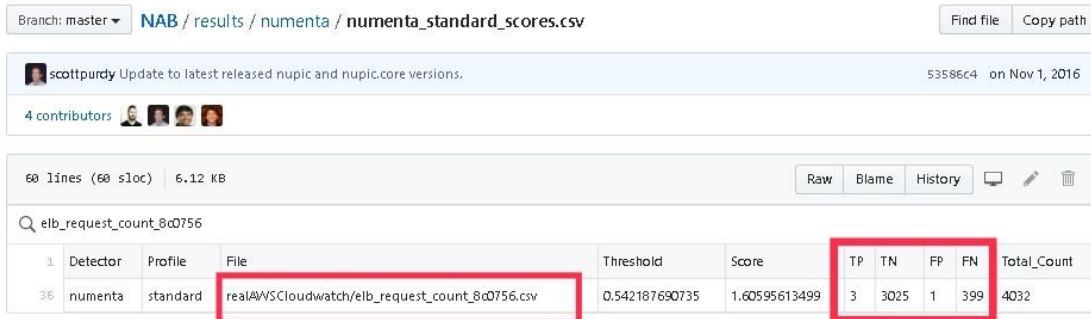 Branch: master NAB / results / numenta / numenta_standard_scores.csv Find file Copy path
scottpurdy Update to latest released nupic and nupic.core versions. 53586c4 on Nov 1, 2016
4 contributors
60 lines (60 sloc) 6.12 KB Raw Blame History
elb_request_count_8c0756
1 Detector Profile File Threshold Score TP TN FP FN Total_Count
36 numenta standard realAWSCloudwatch/elb_request_count_8c0756.csv 0.542187690735 1.60595613499 3 3025 1 399 4032